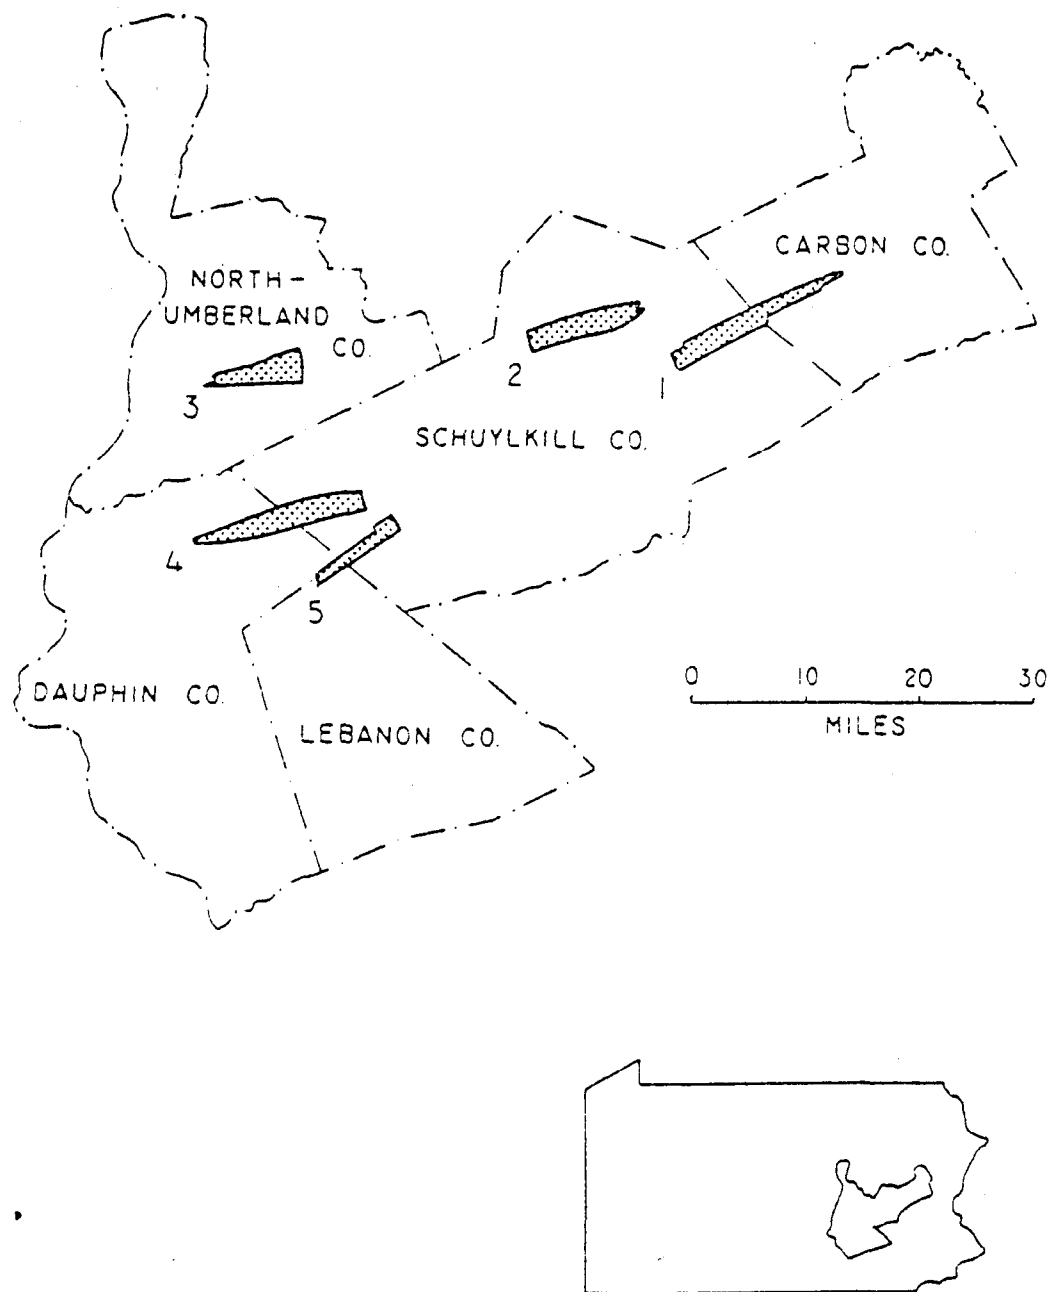 CARBON CO.
NORTH-
UMBERLAND
CO.
2
1
3
SCHUYLKILL CO.
4
5
0 10 20 30
MILES
DAUPHIN CO.
LEBANON CO.